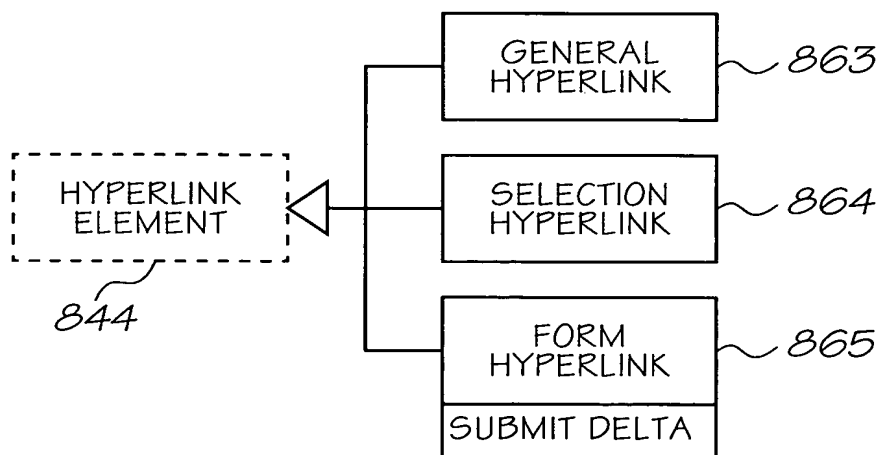 GENERAL
HYPERLINK
863
HYPERLINK
ELEMENT
844
SELECTION
HYPERLINK
864
FORM
HYPERLINK
865
SUBMIT DELTA